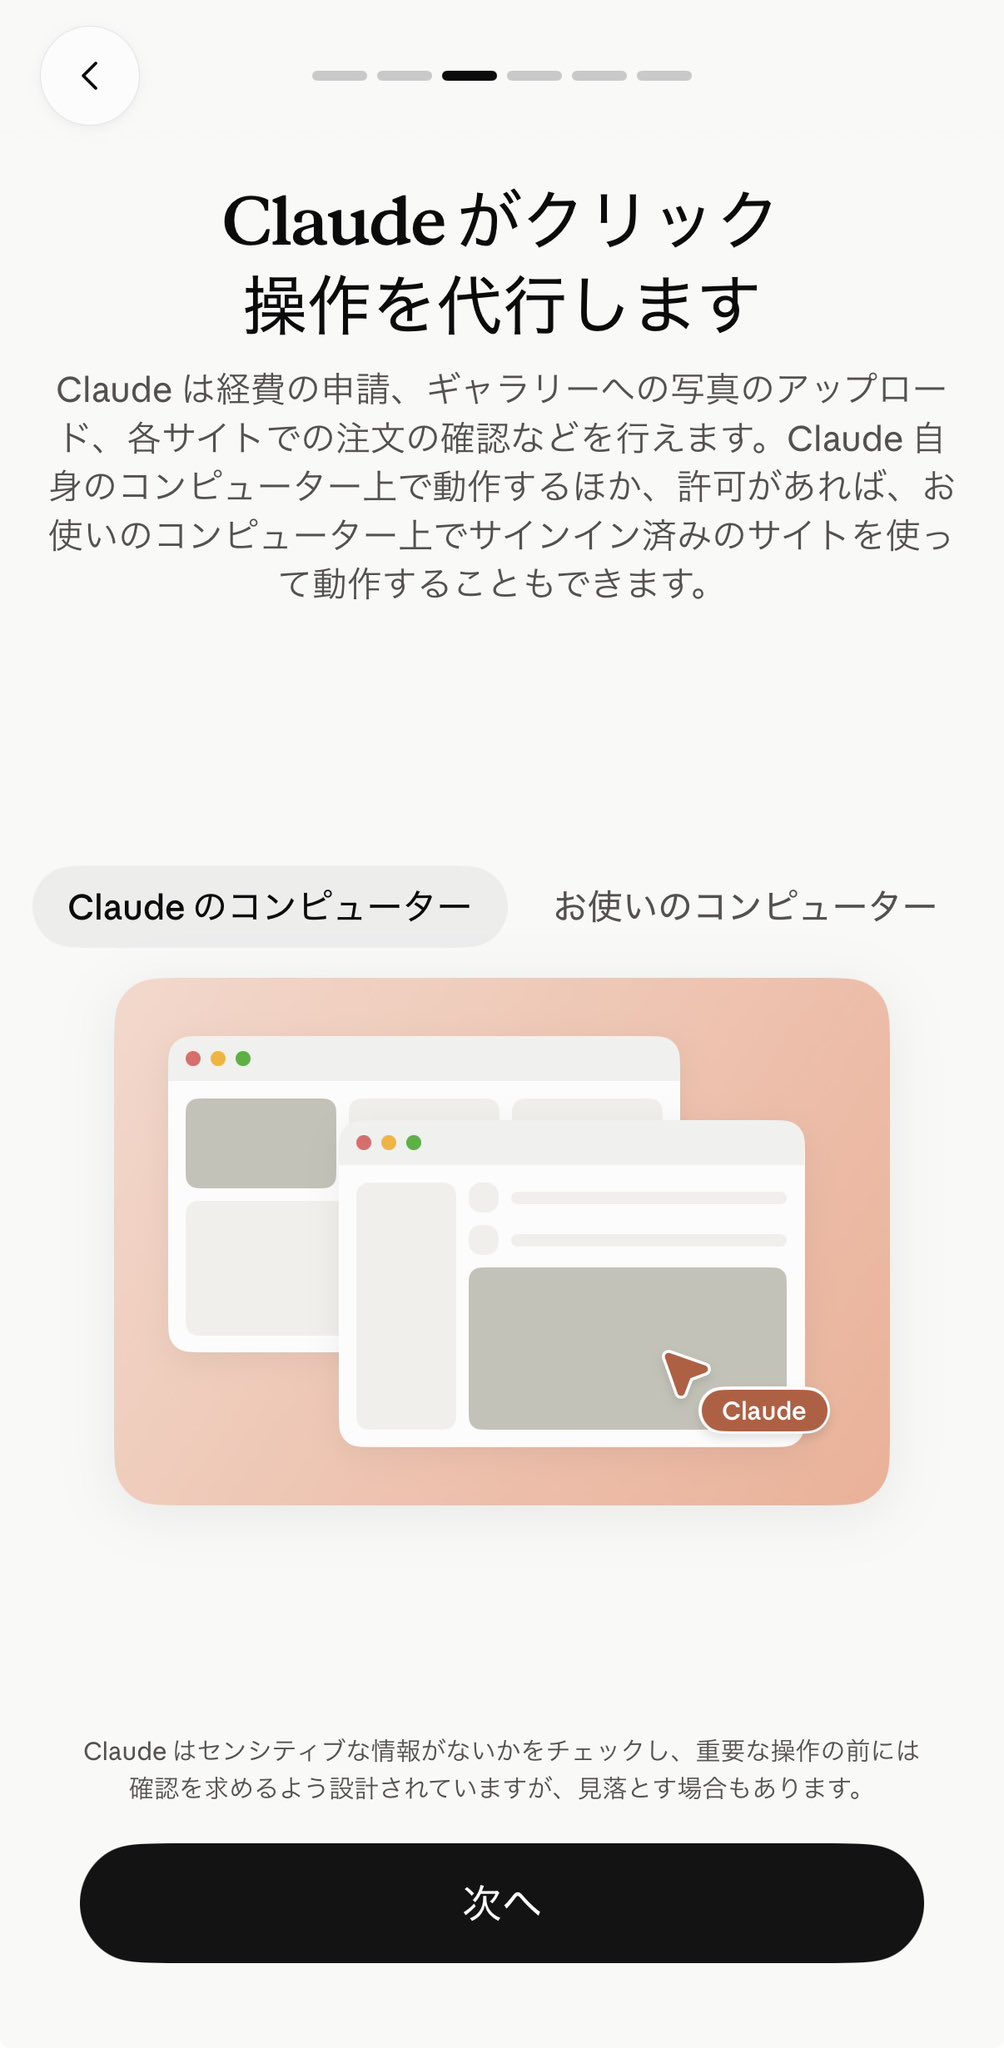 Claude がクリック
操作を代行します
Claude は経費の申請、ギャラリーへの写真のアップロー
ド、各サイトでの注文の確認などを行えます。Claude 自
身のコンピューター上で動作するほか、許可があれば、お
使いのコンピューター上でサインイン済みのサイトを使っ
て動作することもできます。
Claude のコンピューター
お使いのコンピューター
Claude
Claude はセンシティブな情報がないかをチェックし、重要な操作の前には
確認を求めるよう設計されていますが、見落とす場合もあります。
次へ